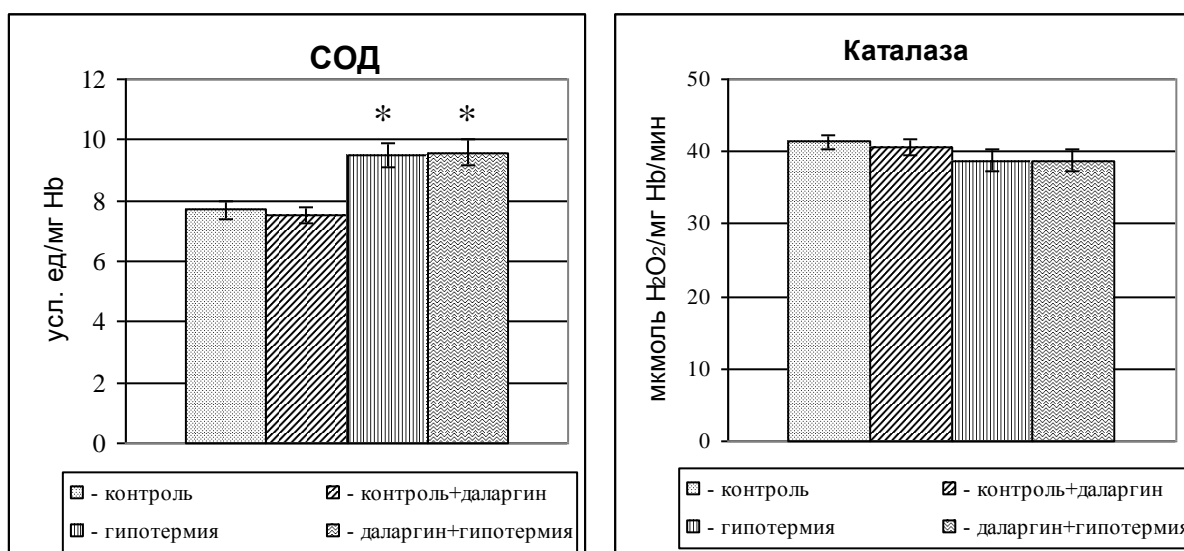 СОД
12
10
8
6
4
2
0
усл. ед/мг Hb
* *
- контроль - контроль+даларгин
- гипотермия - даларгин+гипотермия
Каталаза
50
40
30
20
10
0
мкмоль H2O2/мг Hb/мин
- контроль - контроль+даларгин
- гипотермия - даларгин+гипотермия